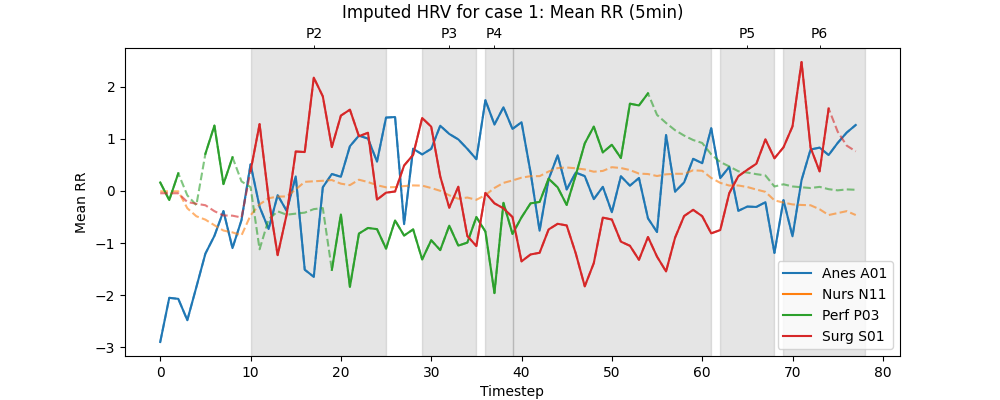 Imputed HRV for case 1: Mean RR (5min)
P2 P3 P4 P5 P6
Mean RR
2
1
0
−1
−2
−3
Anes A01
Nurs N11
Perf P03
Surg S01
0 10 20 30 40 50 60 70 80
Timestep